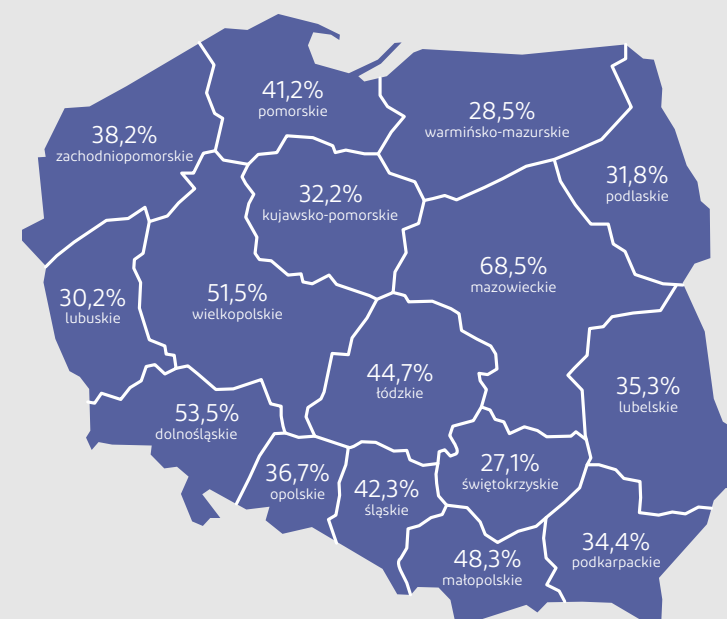 41,2%
pomorskie
28,5%
warmińsko-mazurskie
38,2%
zachodniopomorskie
31,8%
podlaskie
32,2%
kujawsko-pomorskie
68,5%
mazowieckie
30,2%
lubuskie
51,5%
wielkopolskie
44,7%
łódzkie
35,3%
lubelskie
53,5%
dolnośląskie
36,7%
opolskie
42,3%
śląskie
27,1%
świętokrzyskie
48,3%
małopolskie
34,4%
podkarpackie